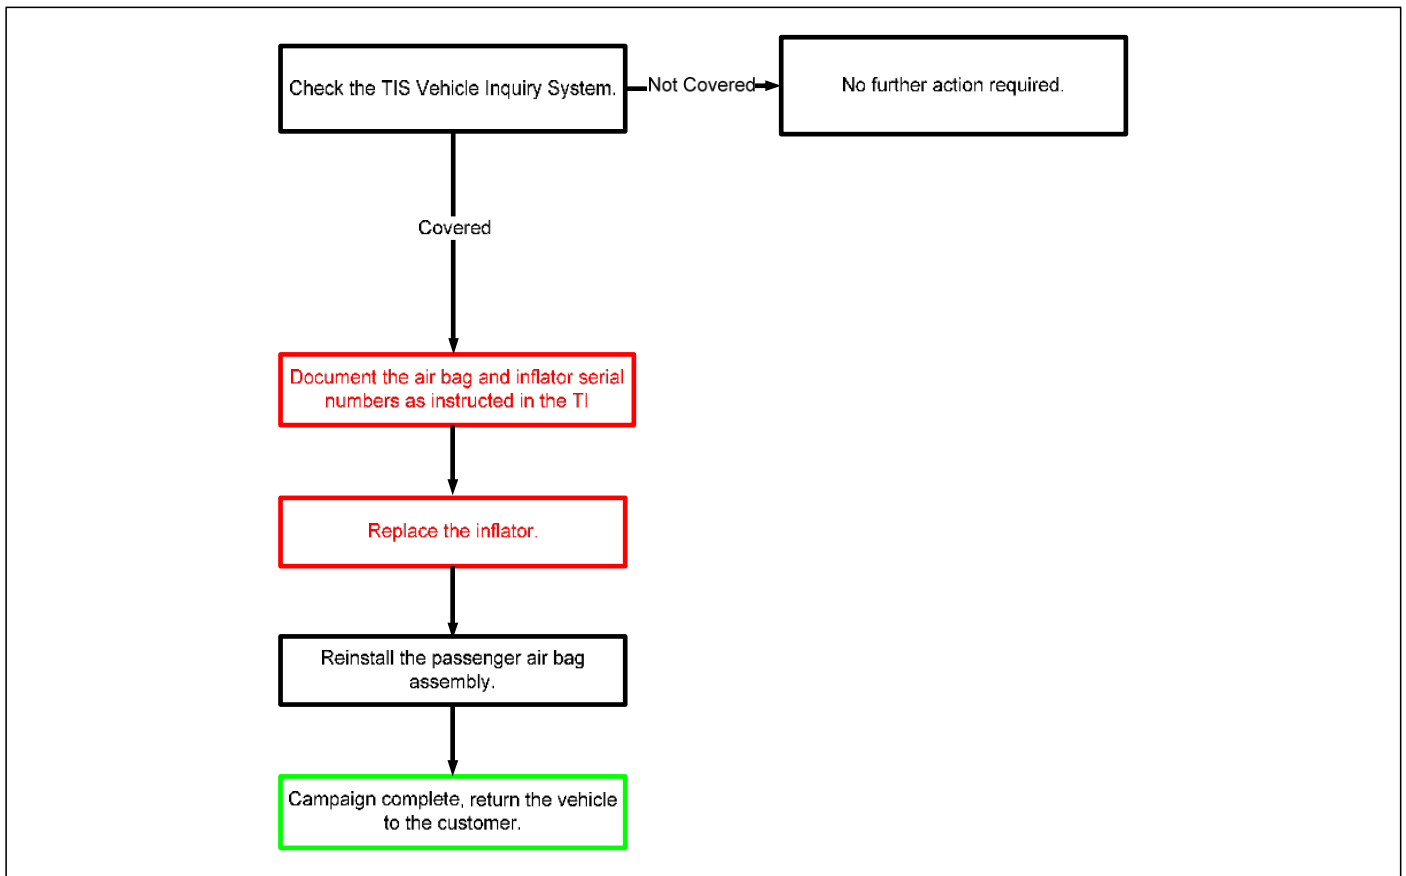 Check the TIS Vehicle Inquiry System.
Not Covered
No further action required.
Covered
Document the air bag and inflator serial
numbers as instructed in the TI
Replace the inflator.
Reinstall the passenger air bag
assembly.
Campaign complete, return the vehicle
to the customer.